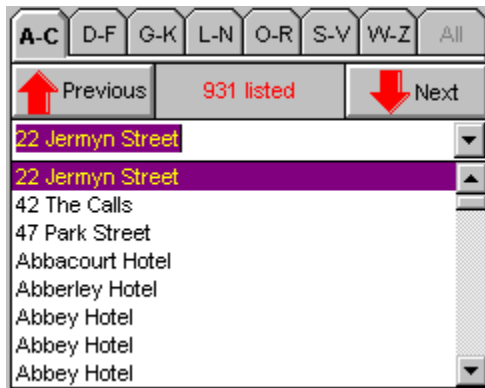 A-C D-F G-K L-N O-R S-V W-Z All
Previous 931 listed Next
22 Jermyn Street
22 Jermyn Street
42 The Calls
47 Park Street
Abbacourt Hotel
Abberley Hotel
Abbey Hotel
Abbey Hotel
Abbey Hotel